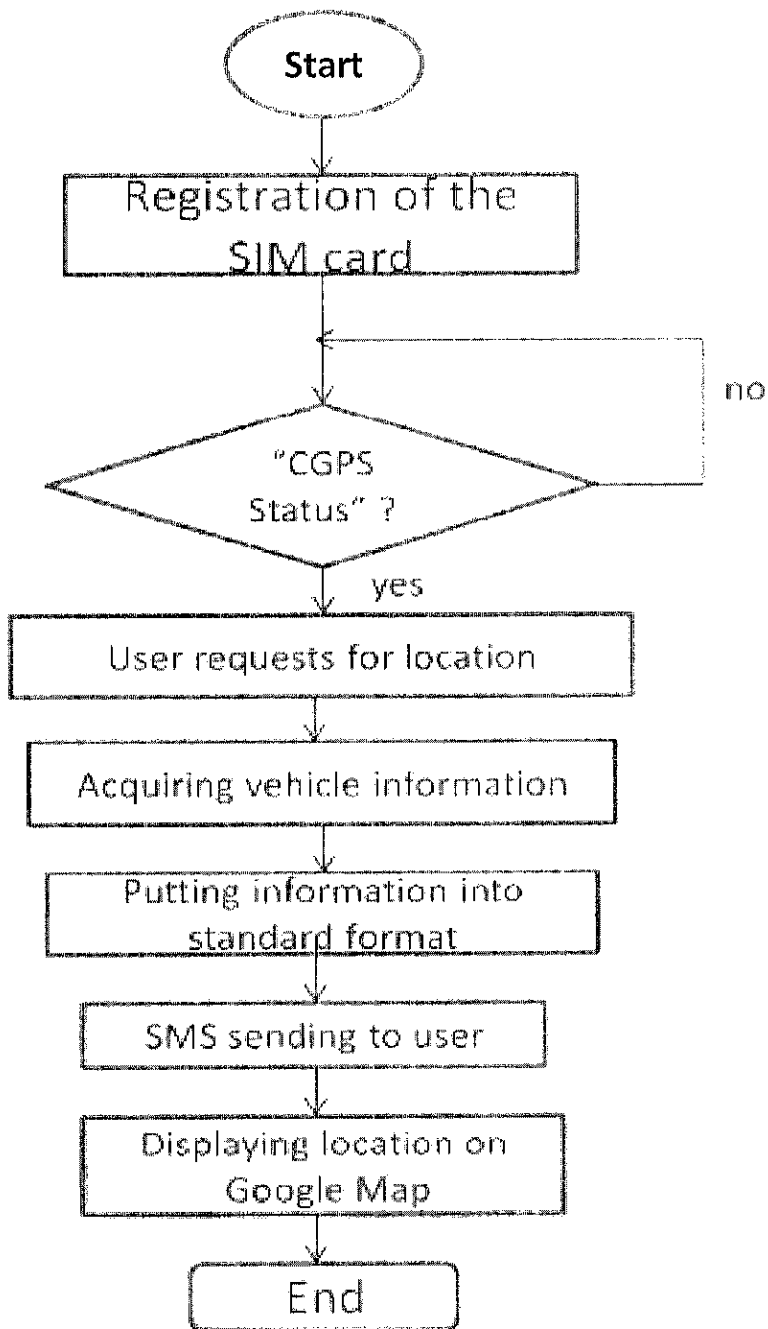 Start
Registration of the
SIM card
no
"CGPS
Status" ?
yes
User requests for location
Acquiring vehicle information
Putting information into
standard format
SMS sending to user
Displaying location on
Google Map
End